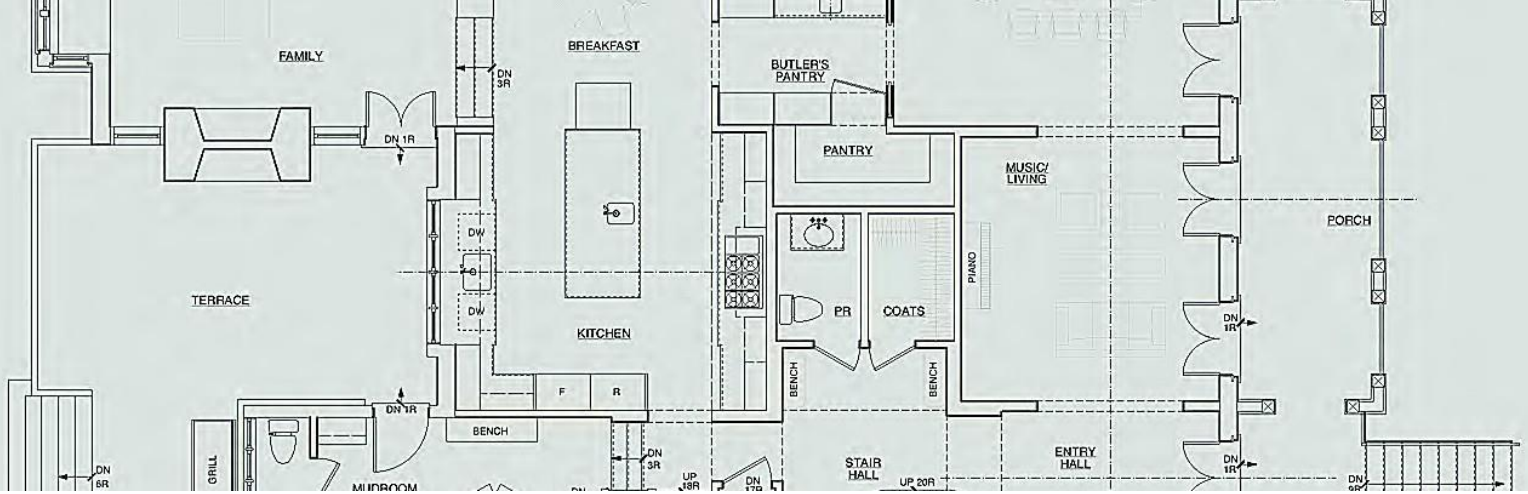 FAMILY
BREAKFAST
DN
3R
BUTLER'S
PANTRY
DN 1R
PANTRY
MUSIC/
LIVING
PORCH
DW
PIANO
TERRACE
DW
PR
COATS
DN
1R
KITCHEN
BENCH
BENCH
F
R
DN 1R
BENCH
GRILL
DN
6R
MUDROOM
DN
3R
DN
UP
18R
DN
17R
STAIR
HALL
UP 20R
ENTRY
HALL
DN
1R
DN
9R